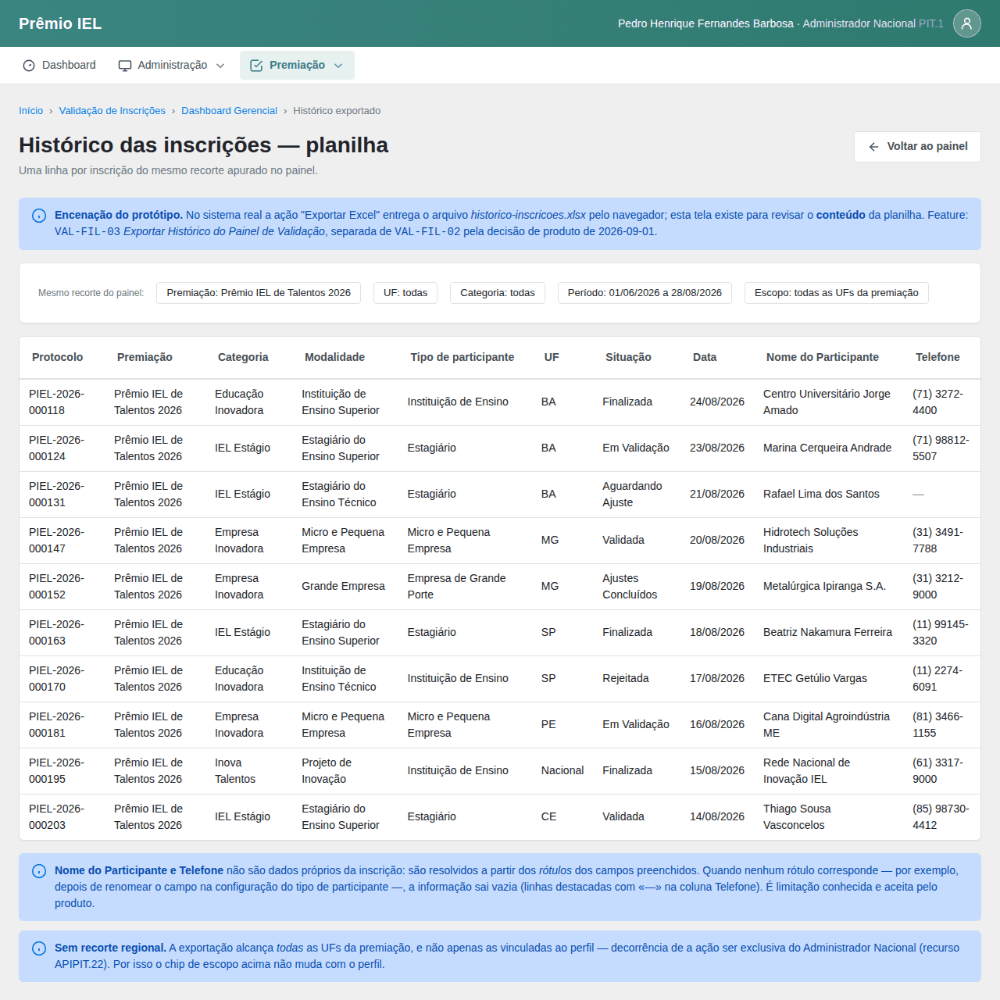 Prêmio IEL
Pedro Henrique Fernandes Barbosa · Administrador Nacional PIT.1
Dashboard Administração Premiação
Início › Validação de Inscrições › Dashboard Gerencial › Histórico exportado
Histórico das inscrições — planilha
Voltar ao painel
Uma linha por inscrição do mesmo recorte apurado no painel.
Encenação do protótipo. No sistema real a ação "Exportar Excel" entrega o arquivo historico-inscricoes.xlsx pelo navegador; esta tela existe para revisar o conteúdo da planilha. Feature:
VAL-FIL-03 Exportar Histórico do Painel de Validação, separada de VAL-FIL-02 pela decisão de produto de 2026-09-01.
Mesmo recorte do painel: Premiação: Prêmio IEL de Talentos 2026 UF: todas Categoria: todas Período: 01/06/2026 a 28/08/2026 Escopo: todas as UFs da premiação
Protocolo Premiação Categoria Modalidade Tipo de participante UF Situação Data Nome do Participante Telefone
PIEL-2026- Prêmio IEL de Educação Instituição de Instituição de Ensino BA Finalizada 24/08/2026 Centro Universitário Jorge (71) 3272-
000118 Talentos 2026 Inovadora Ensino Superior Amado 4400
PIEL-2026- Prêmio IEL de IEL Estágio Estagiário do Estagiário BA Em Validação 23/08/2026 Marina Cerqueira Andrade (71) 98812-
000124 Talentos 2026 Ensino Superior 5507
PIEL-2026- Prêmio IEL de IEL Estágio Estagiário do Estagiário BA Aguardando 21/08/2026 Rafael Lima dos Santos —
000131 Talentos 2026 Ensino Técnico Ajuste
PIEL-2026- Prêmio IEL de Empresa Micro e Pequena Micro e Pequena MG Validada 20/08/2026 Hidrotech Soluções (31) 3491-
000147 Talentos 2026 Inovadora Empresa Empresa Industriais 7788
PIEL-2026- Prêmio IEL de Empresa Grande Empresa Empresa de Grande MG Ajustes 19/08/2026 Metalúrgica Ipiranga S.A. (31) 3212-
000152 Talentos 2026 Inovadora Porte Concluídos 9000
PIEL-2026- Prêmio IEL de IEL Estágio Estagiário do Estagiário SP Finalizada 18/08/2026 Beatriz Nakamura Ferreira (11) 99145-
000163 Talentos 2026 Ensino Superior 3320
PIEL-2026- Prêmio IEL de Educação Instituição de Instituição de Ensino SP Rejeitada 17/08/2026 ETEC Getúlio Vargas (11) 2274-
000170 Talentos 2026 Inovadora Ensino Técnico 6091
PIEL-2026- Prêmio IEL de Empresa Micro e Pequena Micro e Pequena PE Em Validação 16/08/2026 Cana Digital Agroindústria (81) 3466-
000181 Talentos 2026 Inovadora Empresa Empresa ME 1155
PIEL-2026- Prêmio IEL de Inova Projeto de Instituição de Ensino Nacional Finalizada 15/08/2026 Rede Nacional de (61) 3317-
000195 Talentos 2026 Talentos Inovação Inovação IEL 9000
PIEL-2026- Prêmio IEL de IEL Estágio Estagiário do Estagiário CE Validada 14/08/2026 Thiago Sousa (85) 98730-
000203 Talentos 2026 Ensino Superior Vasconcelos 4412
Nome do Participante e Telefone não são dados próprios da inscrição: são resolvidos a partir dos rótulos dos campos preenchidos. Quando nenhum rótulo corresponde — por exemplo,
depois de renomear o campo na configuração do tipo de participante —, a informação sai vazia (linhas destacadas com «—» na coluna Telefone). É limitação conhecida e aceita pelo
produto.
Sem recorte regional. A exportação alcança todas as UFs da premiação, e não apenas as vinculadas ao perfil — decorrência de a ação ser exclusiva do Administrador Nacional (recurso
APIPIT.22). Por isso o chip de escopo acima não muda com o perfil.